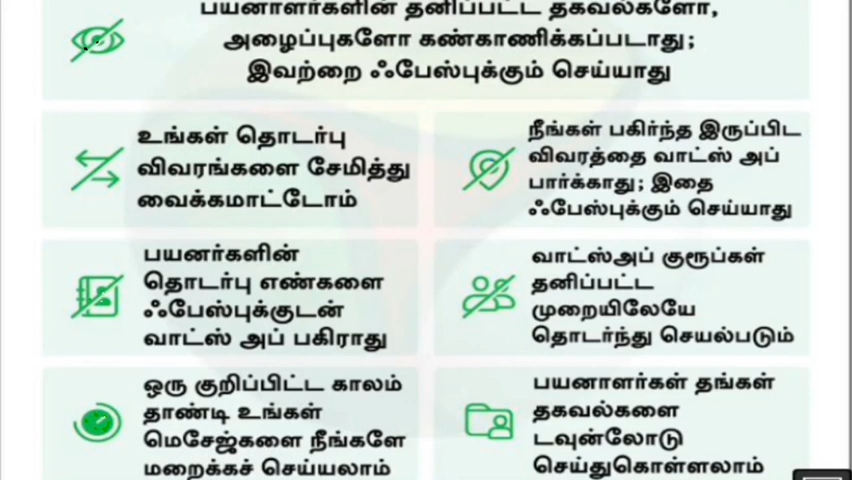 பயனாளர்களின் தனிப்பட்ட தகவல்களோ,
அழைப்புகளோ கண்காணிக்கப்படாது;
இவற்றை ஃபேஸ்புக்கும் செய்யாது
உங்கள் தொடர்பு
விவரங்களை சேமித்து
வைக்கமாட்டோம்
நீங்கள் பகிர்ந்த இருப்பிட
விவரத்தை வாட்ஸ் அப்
பார்க்காது; இதை
ஃபேஸ்புக்கும் செய்யாது
பயனர்களின்
தொடர்பு எண்களை
ஃபேஸ்புக்குடன்
வாட்ஸ் அப் பகிராது
வாட்ஸ்அப் குரூப்கள்
தனிப்பட்ட
முறையிலேயே
தொடர்ந்து செயல்படும்
ஒரு குறிப்பிட்ட காலம்
தாண்டி உங்கள்
மெசேஜ்களை நீங்களே
மறைக்கச் செய்யலாம்
பயனாளர்கள் தங்கள்
தகவல்களை
டவுன்லோடு
செய்துகொள்ளலாம்